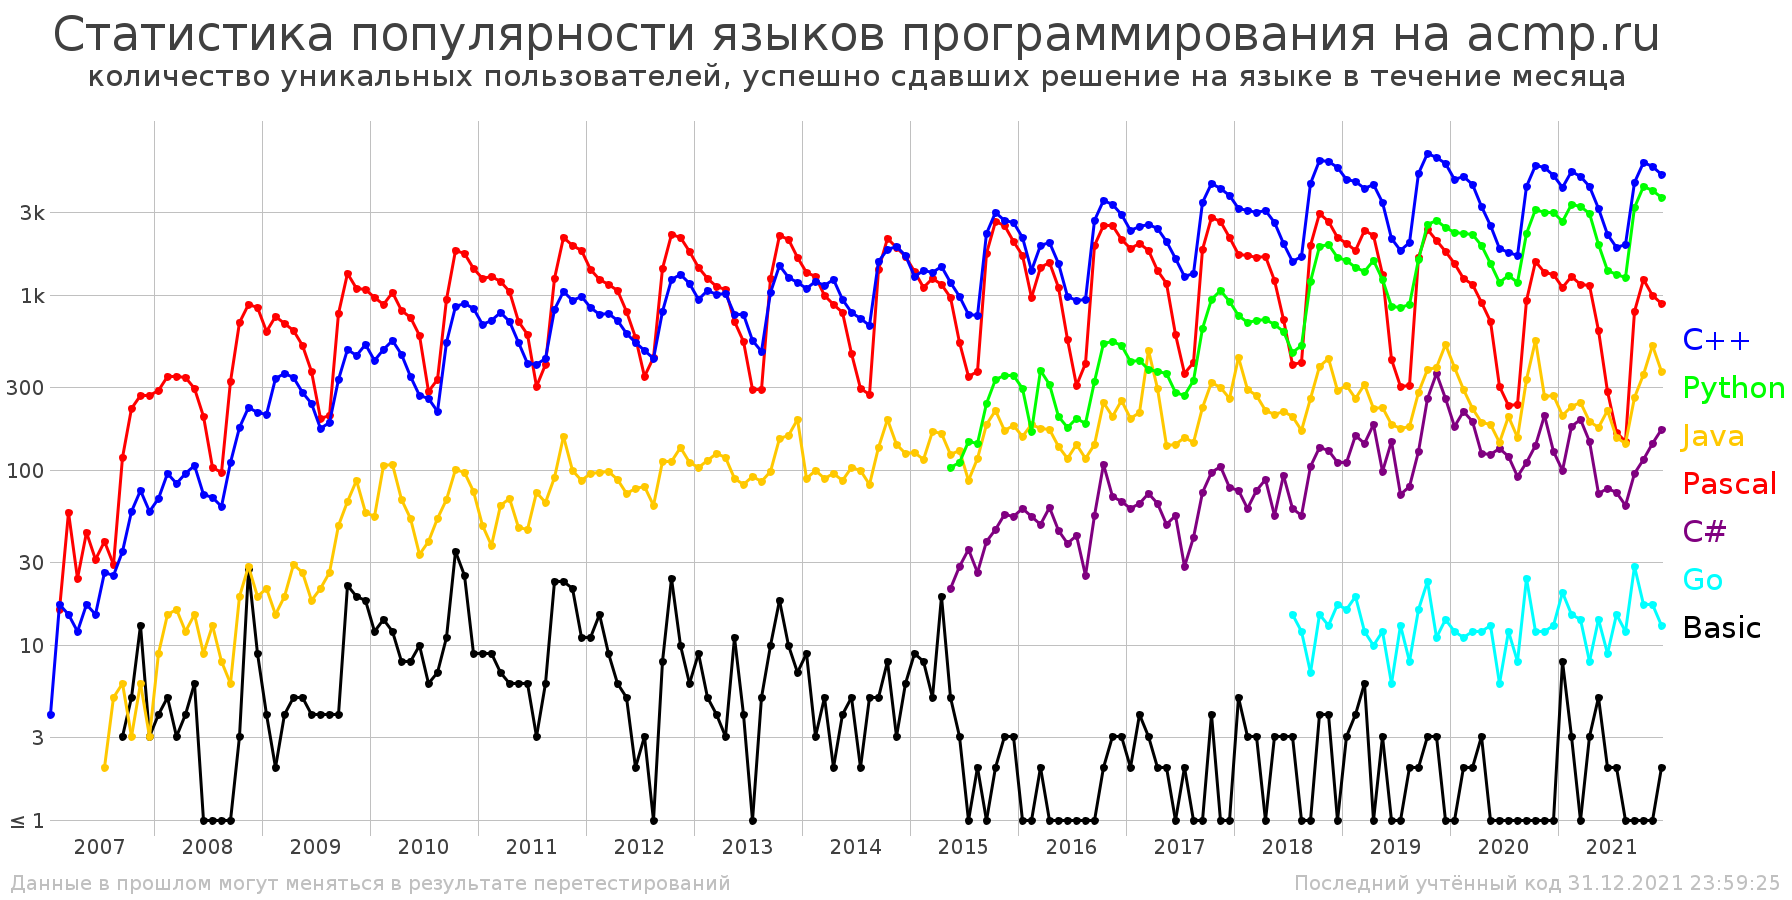 Статистика популярности языков программирования на acmp.ru
количество уникальных пользователей, успешно сдавших решение на языке в течение месяца
3k
1k
300
100
30
10
3
≤ 1
C++
Python
Java
Pascal
C#
Go
Basic
2007 2008 2009 2010 2011 2012 2013 2014 2015 2016 2017 2018 2019 2020 2021
Данные в прошлом могут меняться в результате перетестирований
Последний учтённый код 31.12.2021 23:59:25